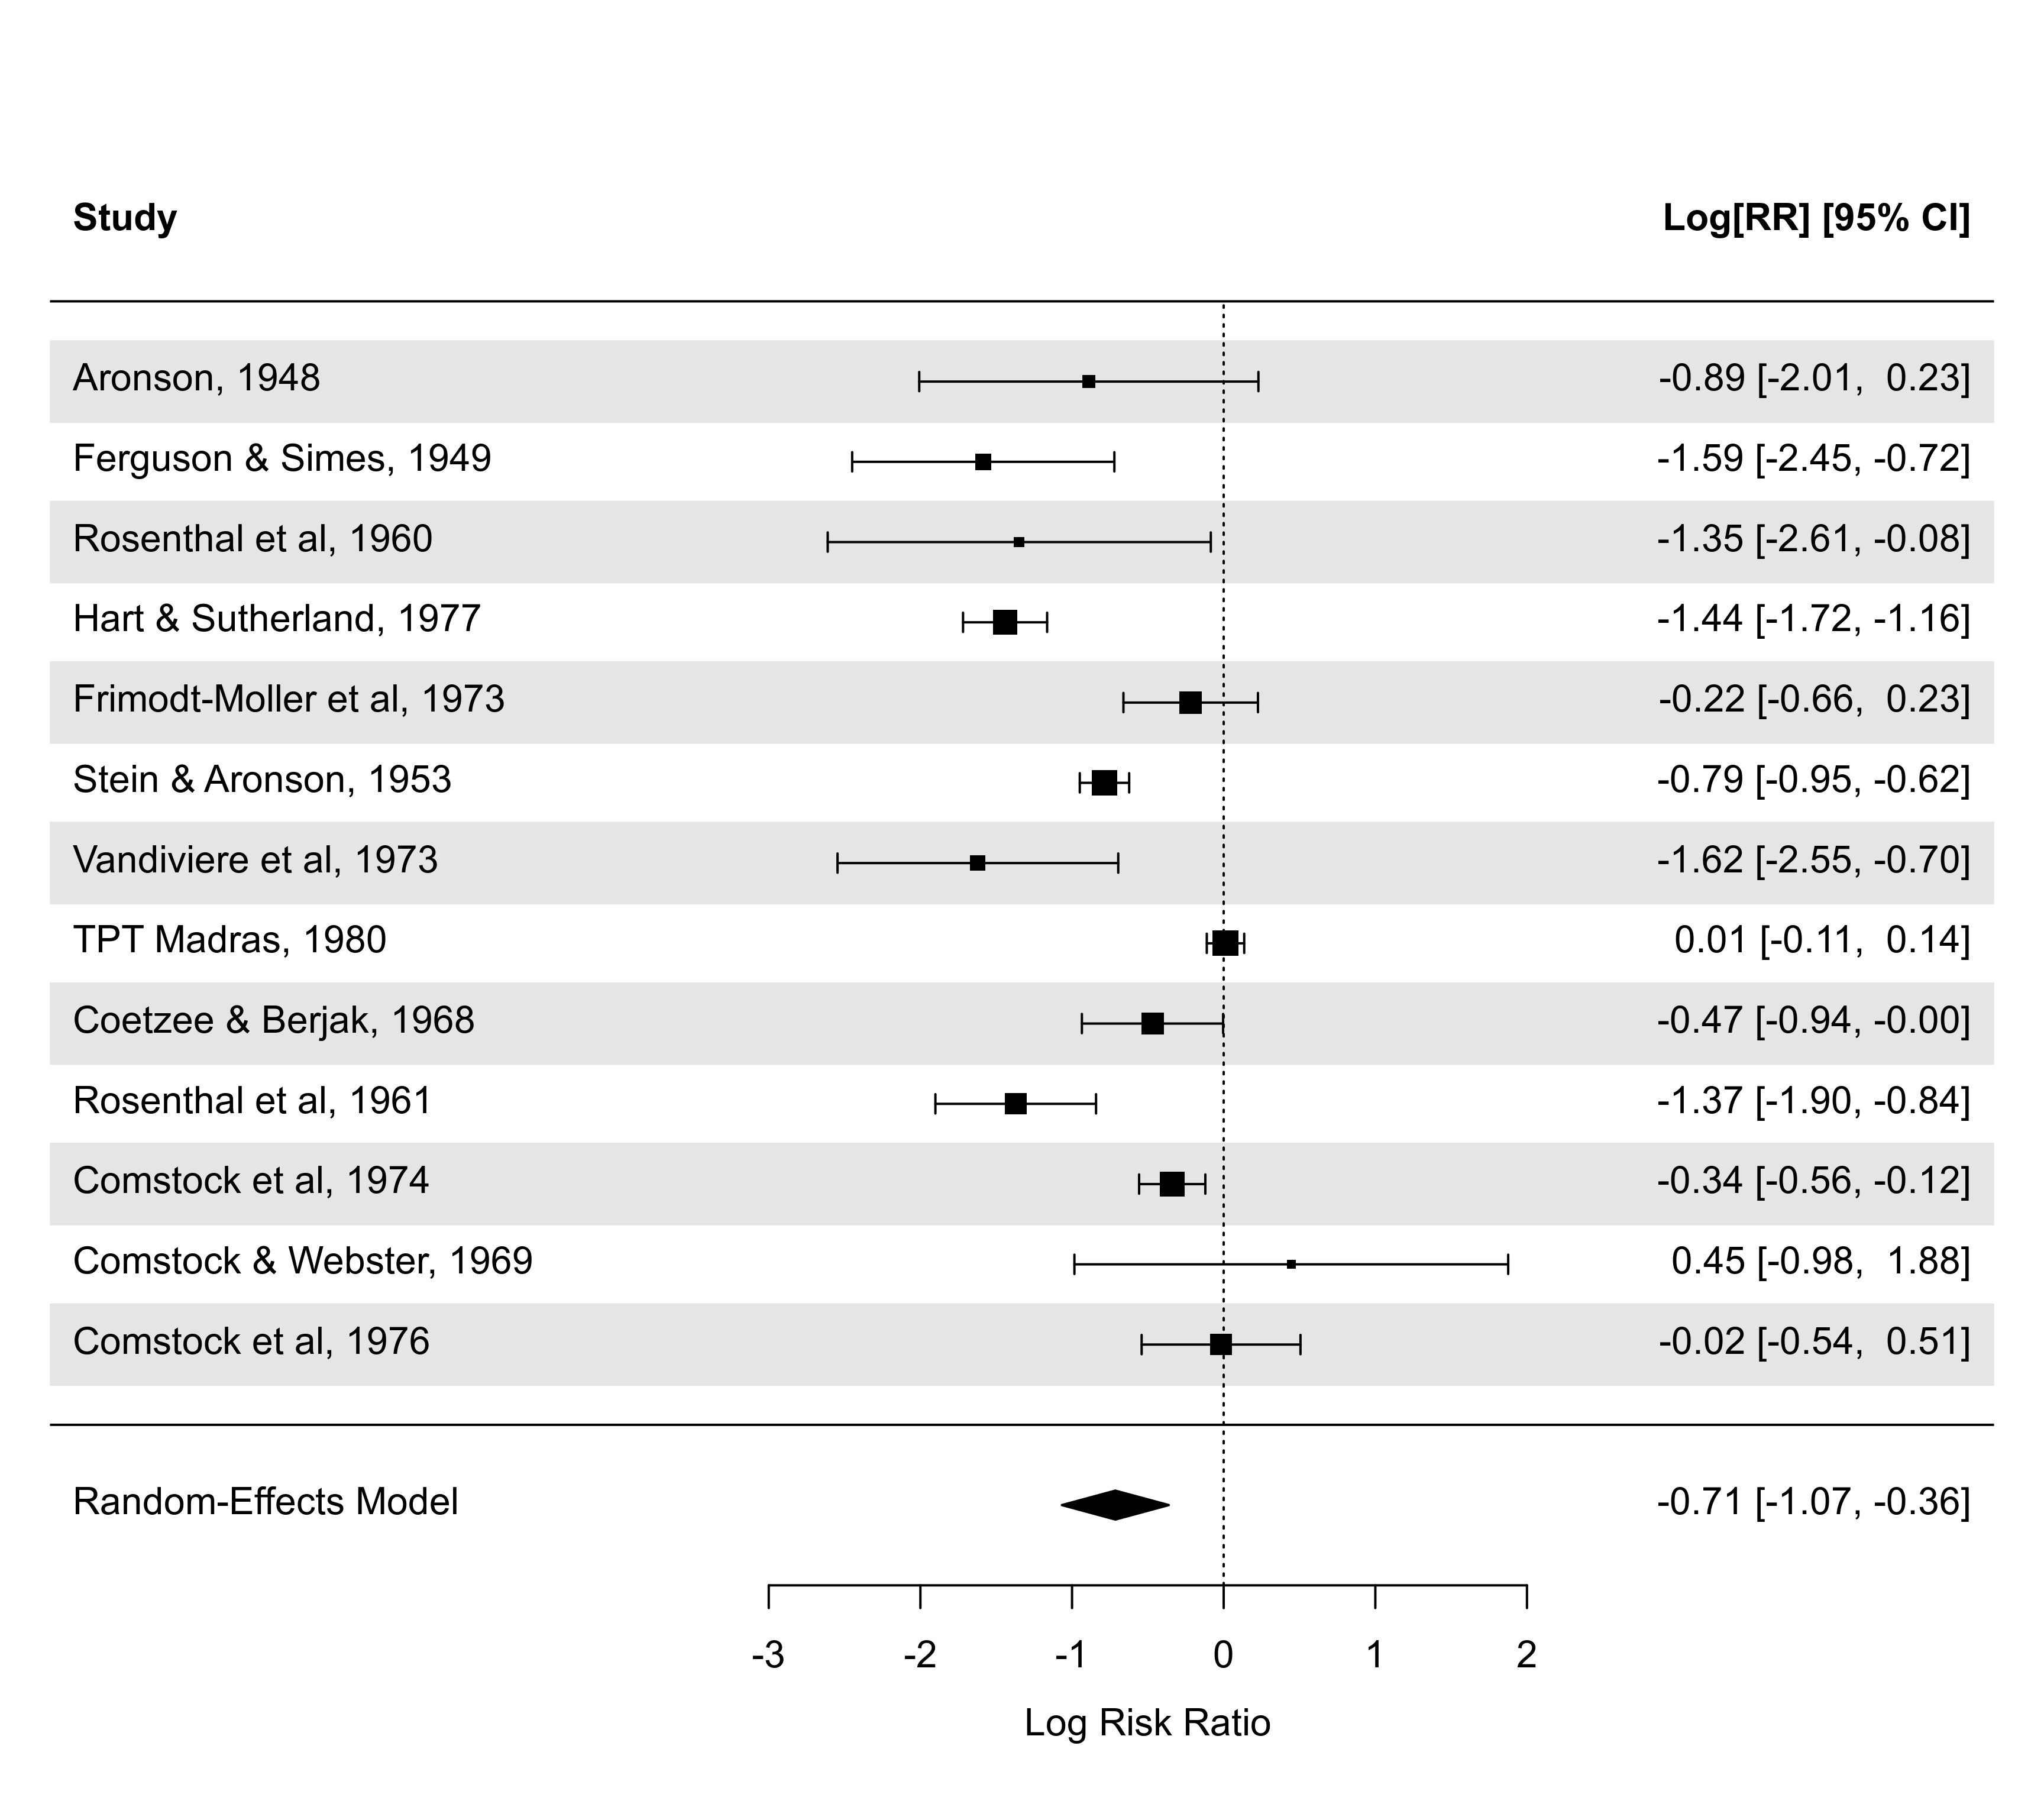 Study Log[RR] [95% CI]
Aronson, 1948 -0.89 [-2.01, 0.23]
Ferguson & Simes, 1949 -1.59 [-2.45, -0.72]
Rosenthal et al, 1960 -1.35 [-2.61, -0.08]
Hart & Sutherland, 1977 -1.44 [-1.72, -1.16]
Frimodt-Moller et al, 1973 -0.22 [-0.66, 0.23]
Stein & Aronson, 1953 -0.79 [-0.95, -0.62]
Vandiviere et al, 1973 -1.62 [-2.55, -0.70]
TPT Madras, 1980 0.01 [-0.11, 0.14]
Coetzee & Berjak, 1968 -0.47 [-0.94, -0.00]
Rosenthal et al, 1961 -1.37 [-1.90, -0.84]
Comstock et al, 1974 -0.34 [-0.56, -0.12]
Comstock & Webster, 1969 0.45 [-0.98, 1.88]
Comstock et al, 1976 -0.02 [-0.54, 0.51]
Random-Effects Model -0.71 [-1.07, -0.36]
-3 -2 -1 0 1 2
Log Risk Ratio